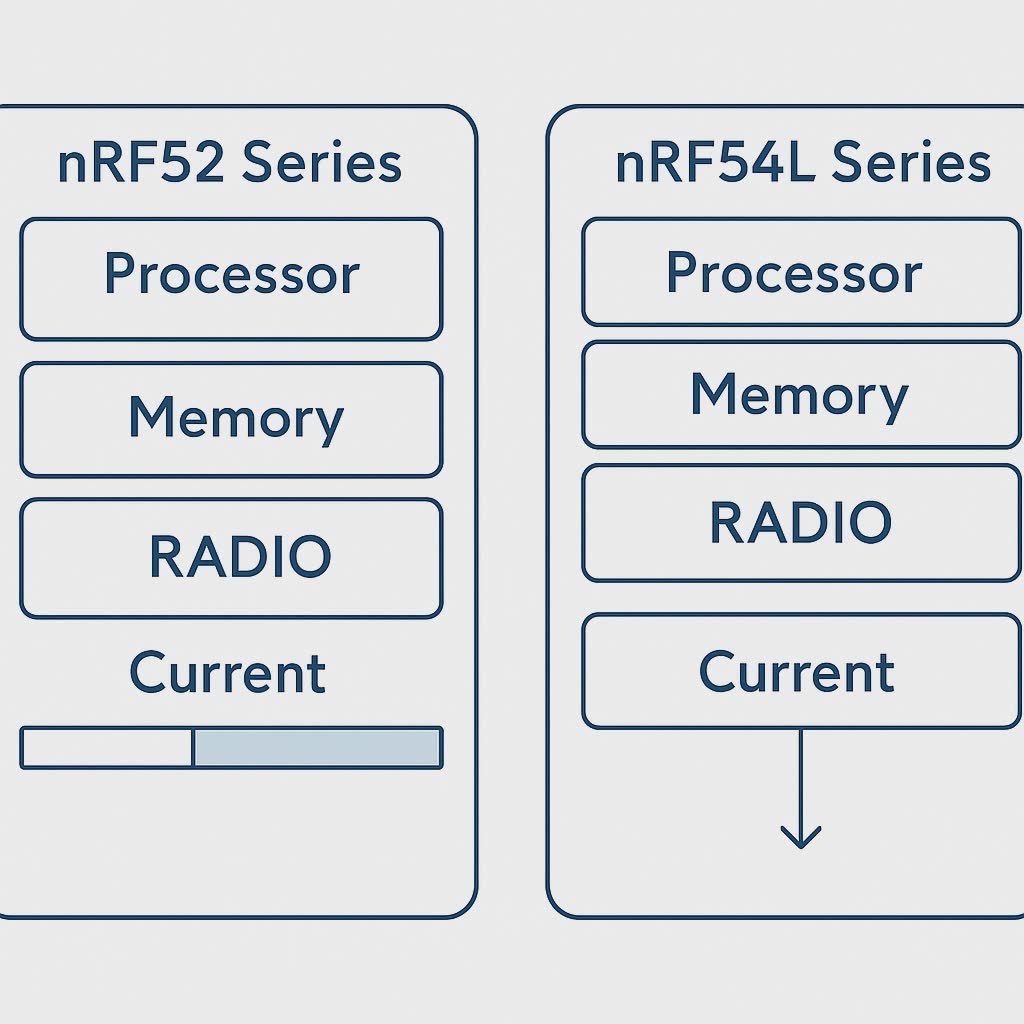 nRF52 Series
Processor
Memory
RADIO
Current
nRF54L Series
Processor
Memory
RADIO
Current